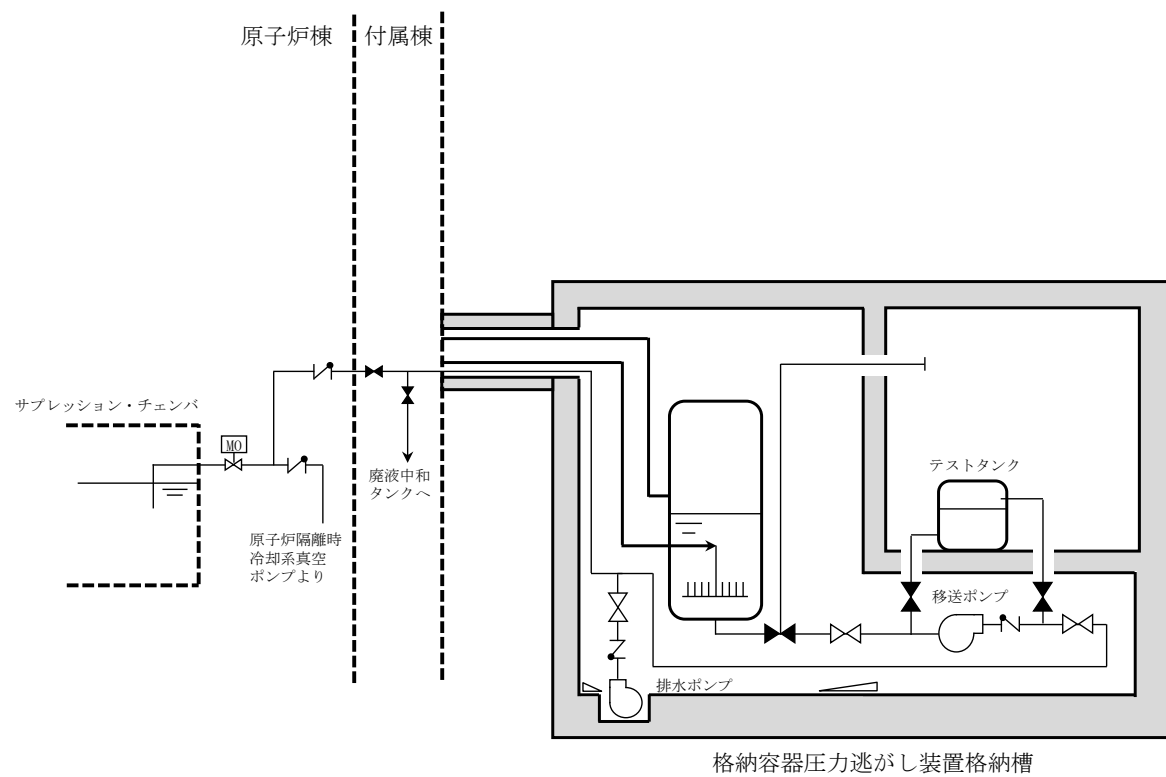 原子炉棟
付属棟
サプレッション・チェンバ
MO
原子炉隔離時
冷却系真空
ポンプより
廃液中和
タンクへ
テストタンク
移送ポンプ
排水ポンプ
格納容器圧力逃がし装置格納槽